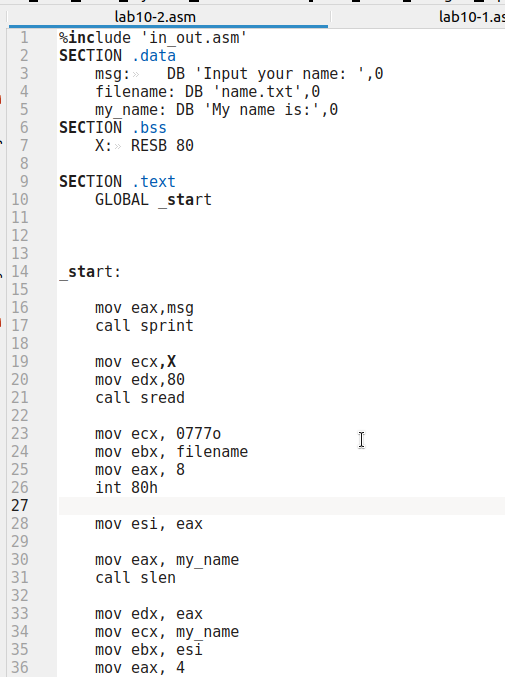 lab10-2.asm lab10-1.as
1 %include 'in_out.asm'
2 SECTION .data
3 msg: DB 'Input your name: ',0
4 filename: DB 'name.txt',0
5 my_name: DB 'My name is:',0
6 SECTION .bss
7 X: RESB 80
8
9 SECTION .text
10 GLOBAL _start
11
12
13
14 _start:
15
16 mov eax,msg
17 call sprint
18
19 mov ecx,X
20 mov edx,80
21 call sread
22
23 mov ecx, 0777o
24 mov ebx, filename
25 mov eax, 8
26 int 80h
27
28 mov esi, eax
29
30 mov eax, my_name
31 call slen
32
33 mov edx, eax
34 mov ecx, my_name
35 mov ebx, esi
36 mov eax, 4